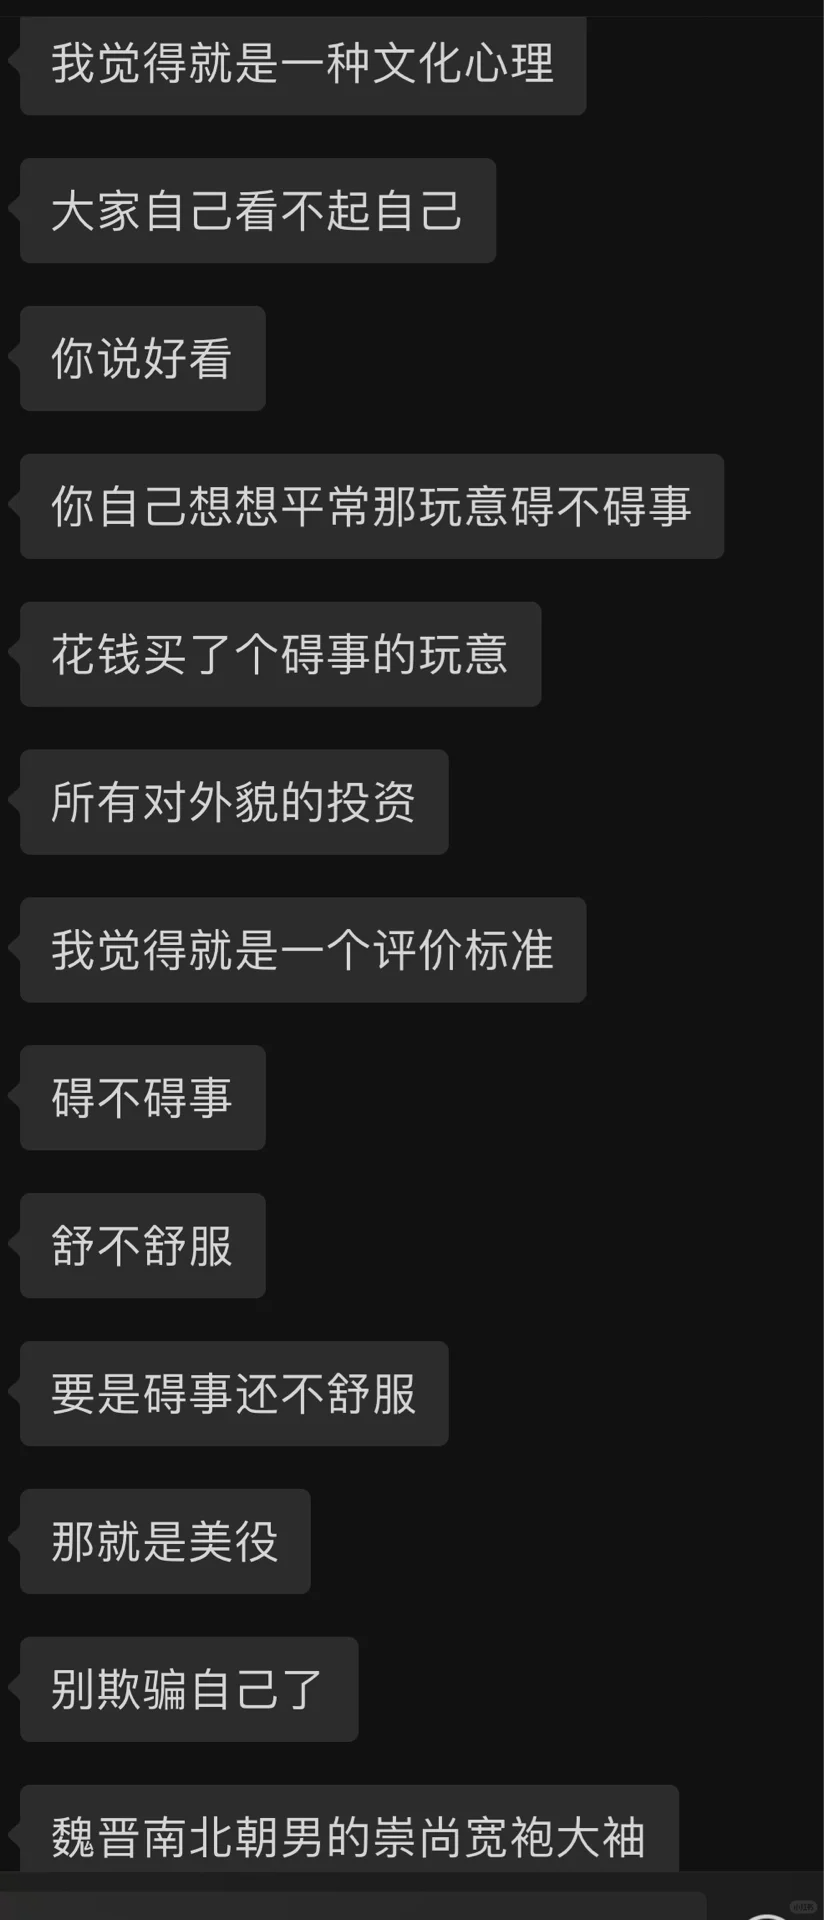 我觉得就是一种文化心理
大家自己看不起自己
你说好看
你自己想想平常那玩意碍不碍事
花钱买了个碍事的玩意
所有对外貌的投资
我觉得就是一个评价标准
碍不碍事
舒不舒服
要是碍事还不舒服
那就是美役
别欺骗自己了
魏晋南北朝男的崇尚宽袍大袖